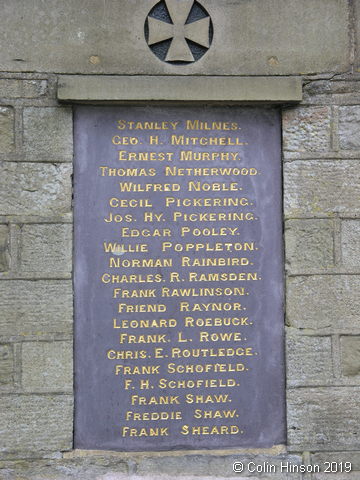 Stanley Milnes.
Geo. H. Mitchell.
Ernest Murphy.
Thomas Netherwood.
Wilfred Noble.
Cecil Pickering.
Jos. Hy. Pickering.
Edgar Pooley.
Willie Poppleton.
Norman Rainbird.
Charles. R. Ramsden.
Frank Rawlinson.
Friend Raynor.
Leonard Roebuck.
Frank. L. Rowe.
Chris. E. Routledge.
Frank Schofield.
F. H. Schofield.
Frank Shaw.
Freddie Shaw.
Frank Sheard.
©Colin Hinson 2019